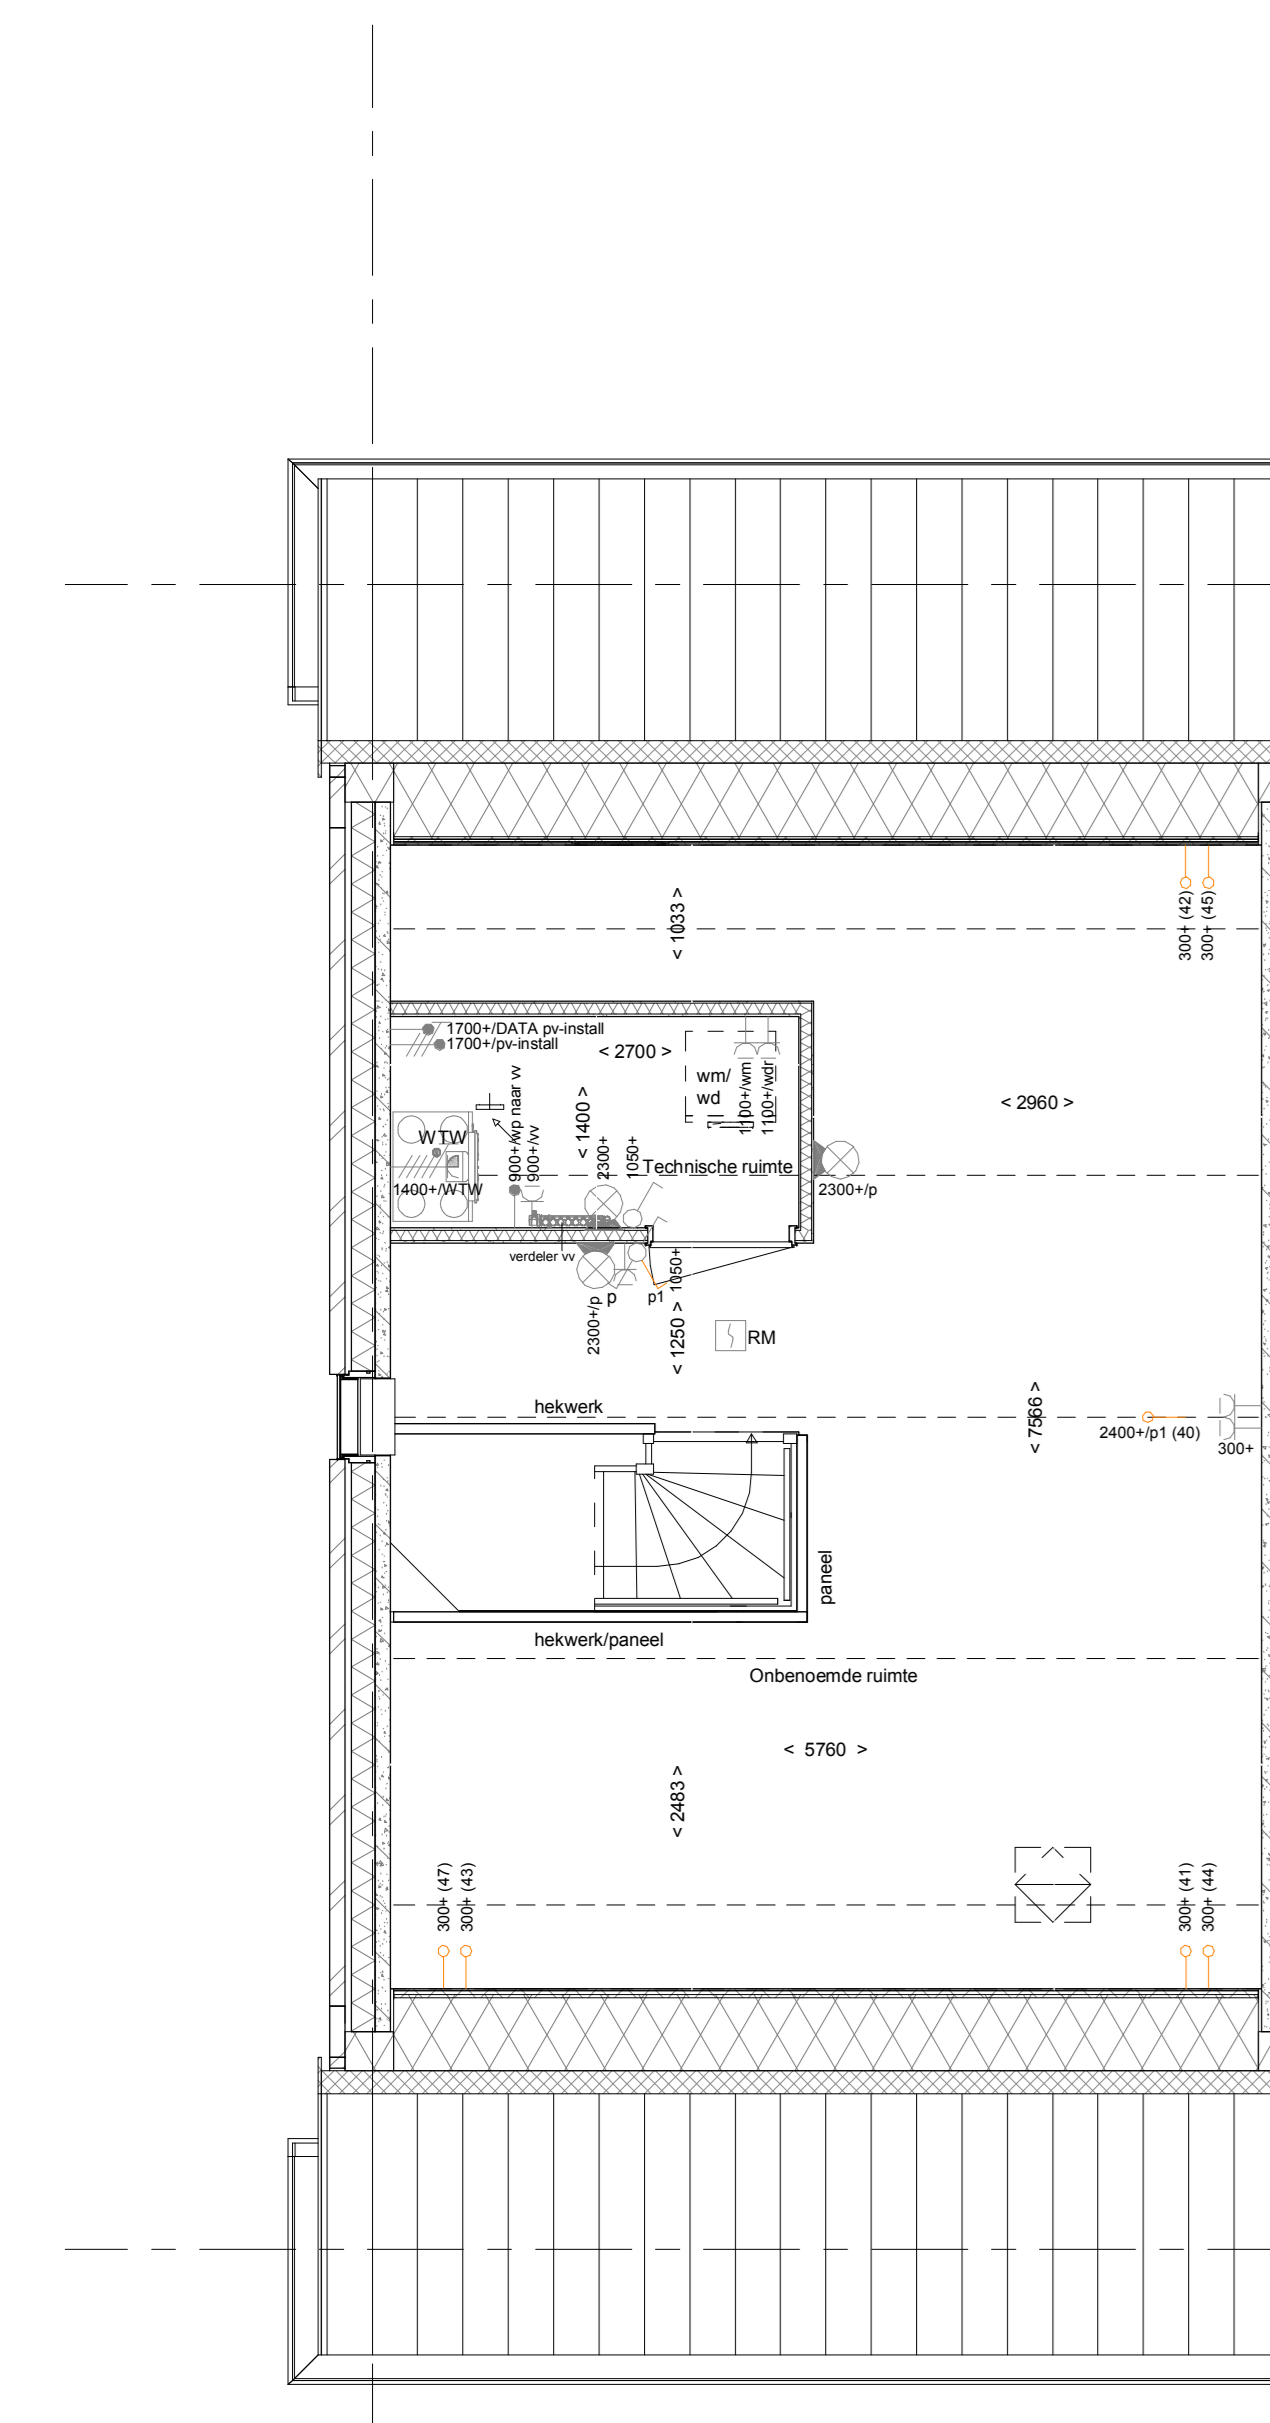 < 1033 >
300+ (42)
300+ (45)
1700+/DATA pv-install
1700+/pv-install
< 2700 >
wm/
wd
1100+/wm
1100+/wdr
< 2960 >
WTW
1400+/WTW
900+/wp naar vv
900+/vv
< 1400 >
2300+
1050+
Technische ruimte
2300+/p
verdeler vv
2300+/p
p
p1
1050+
< 1250 >
RM
hekwerk
< 7566 >
2400+/p1 (40)
300+
paneel
hekwerk/paneel
Onbenoemde ruimte
< 5760 >
< 2483 >
300+ (47)
300+ (43)
300+ (41)
300+ (44)